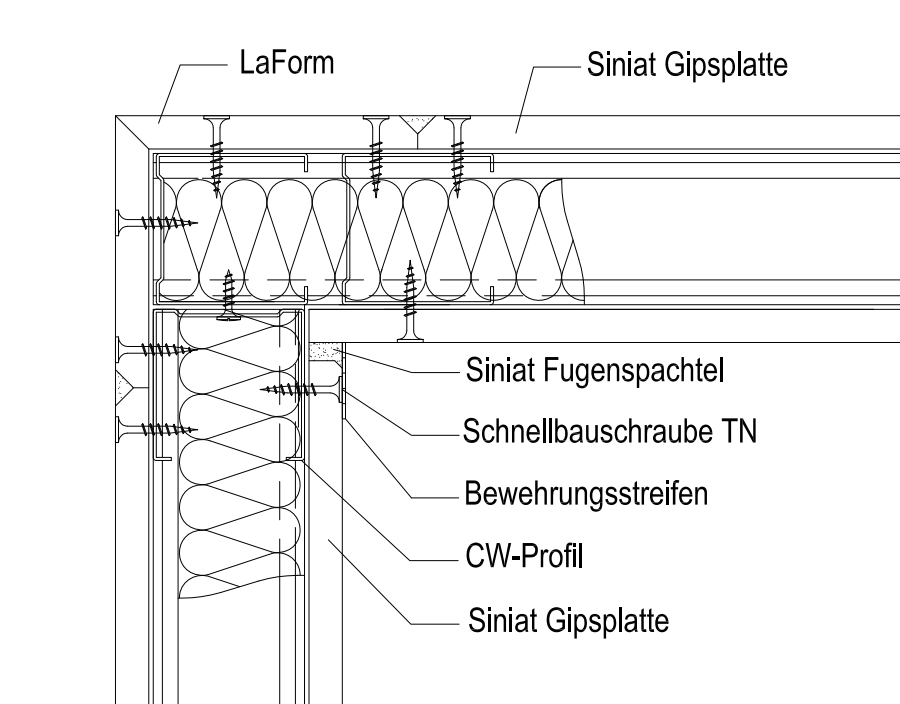 LaForm
Siniat Gipsplatte
Siniat Fugenspachtel
Schnellbauschraube TN
Bewehrungsstreifen
CW-Profil
Siniat Gipsplatte